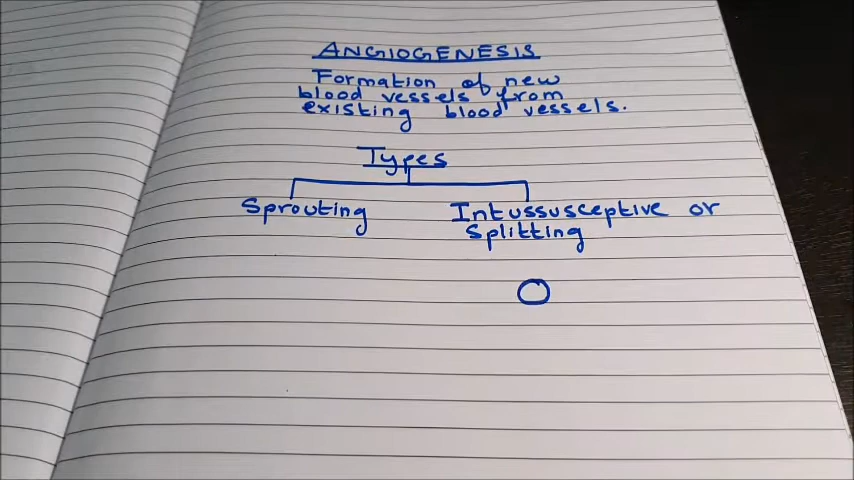 ANGIOGENESIS
Formation of new
blood vessels from
existing blood vessels.
Types
Sprouting
Intussusceptive or
Splitting